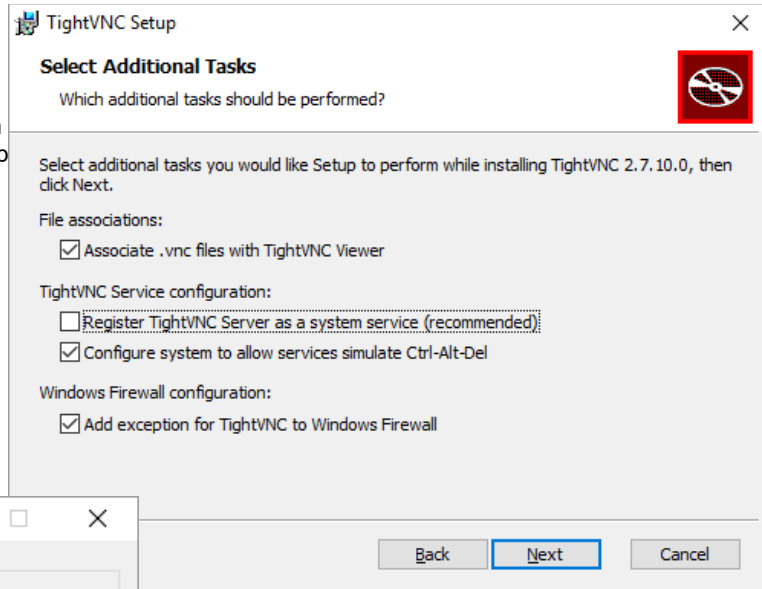 TightVNC Setup
Select Additional Tasks
Which additional tasks should be performed?
Select additional tasks you would like Setup to perform while installing TightVNC 2.7.10.0, then
click Next.
File associations:
Associate .vnc files with TightVNC Viewer
TightVNC Service configuration:
Register TightVNC Server as a system service (recommended)
Configure system to allow services simulate Ctrl-Alt-Del
Windows Firewall configuration:
Add exception for TightVNC to Windows Firewall
Back Next Cancel